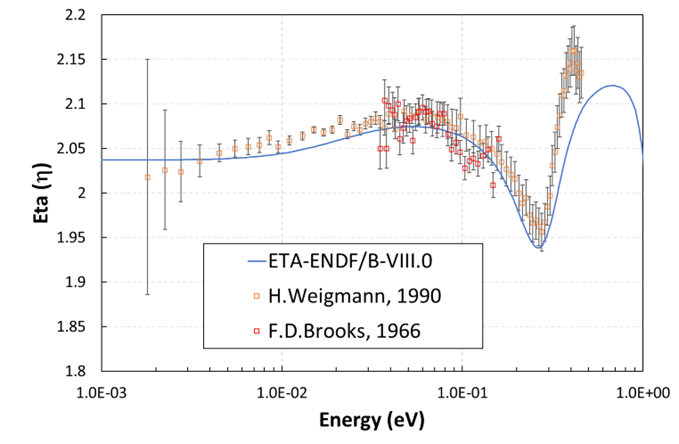 2.2
2.15
2.1
2.05
2
1.95
1.9
1.85
1.8
Eta (η)
ETA-ENDF/B-VIII.0
H.Weigmann, 1990
F.D.Brooks, 1966
1.0E-03 1.0E-02 1.0E-01 1.0E+00
Energy (eV)